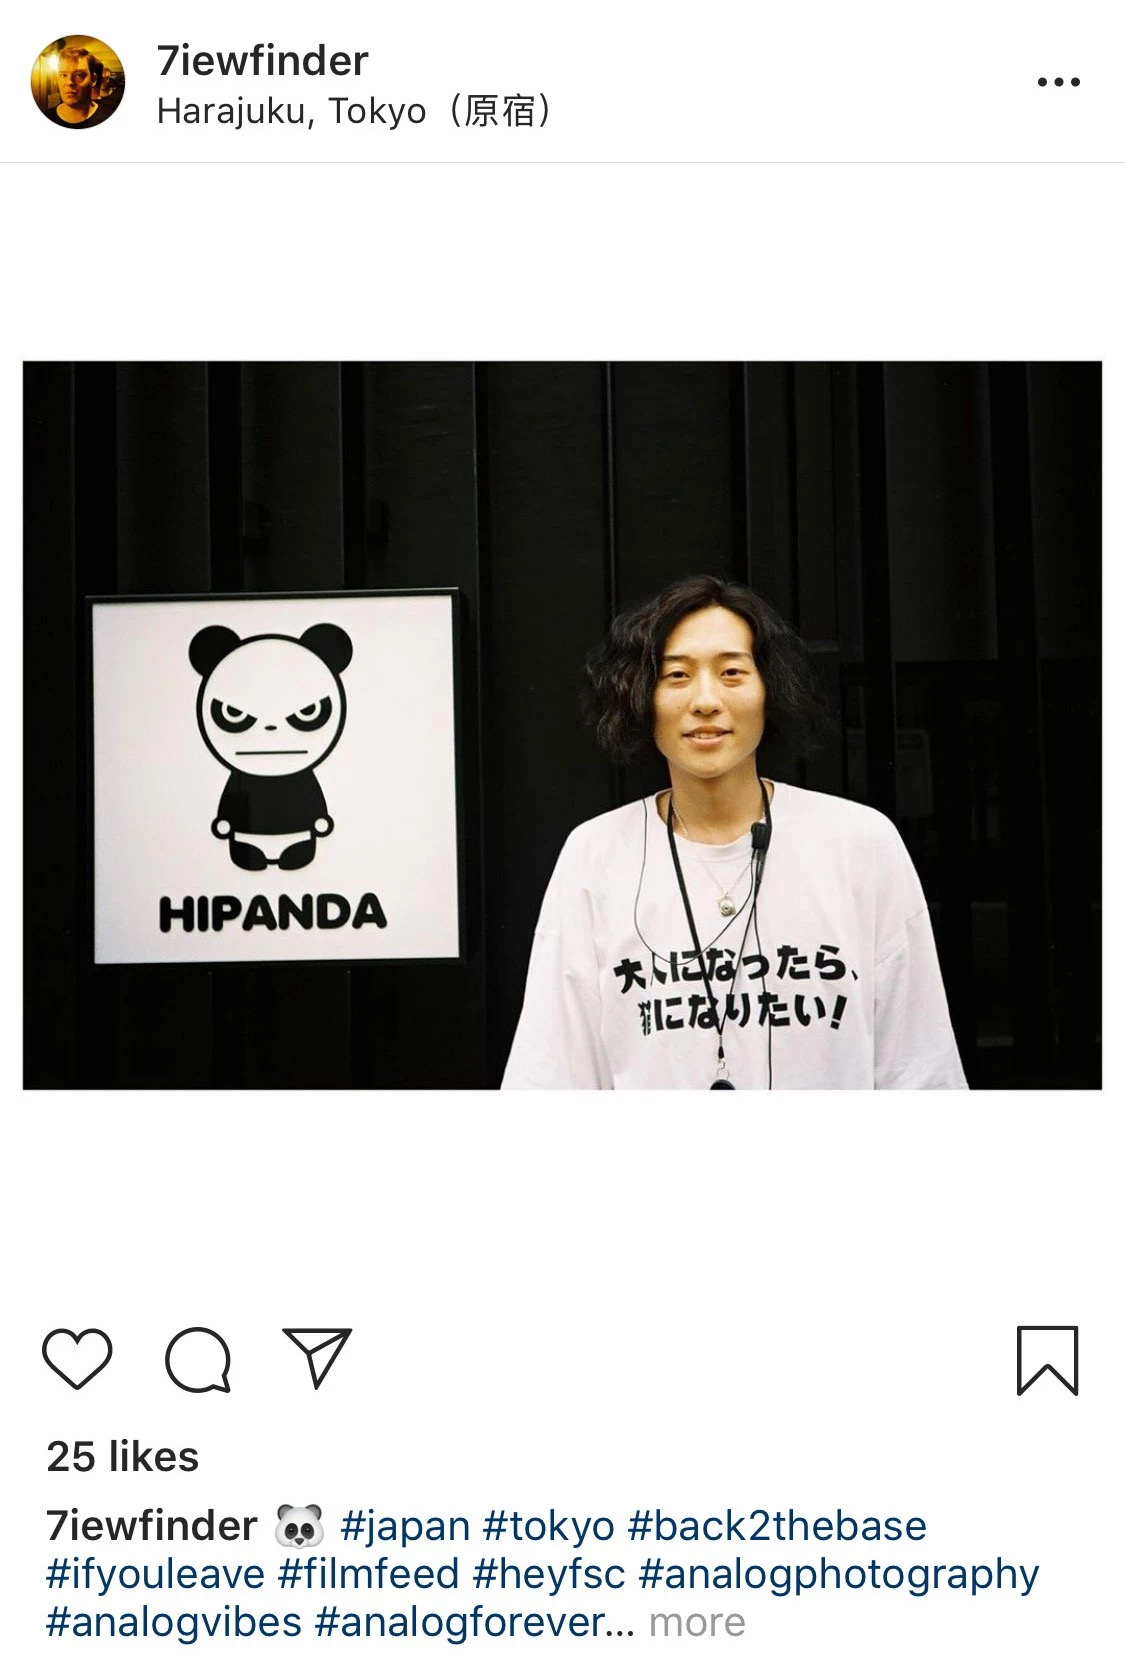 7iewfinder
Harajuku, Tokyo（原宿）
HIPANDA
大人になったら、
猫になりたい!
25 likes
7iewfinder 🐼 #japan #tokyo #back2thebase
#ifyouleave #filmfeed #heyfsc #analogphotography
#analogvibes #analogforever... more